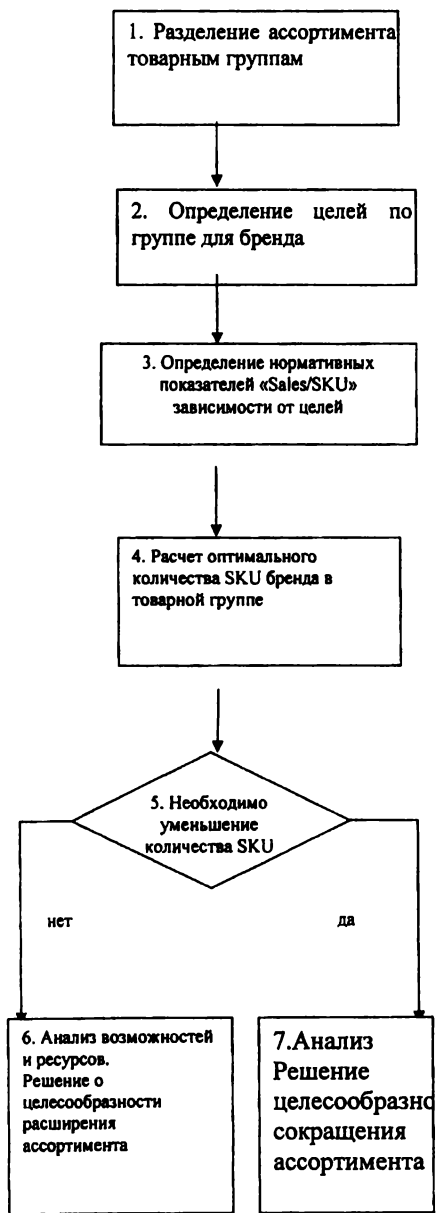 1. Разделение ассортимента
товарным группам
2. Определение целей по
группе для бренда
3. Определение нормативных
показателей «Sales/SKU»
зависимости от целей
4. Расчет оптимального
количества SKU бренда в
товарной группе
5. Необходимо
уменьшение
количества SKU
нет
да
6. Анализ возможностей
и ресурсов.
Решение о
целесообразности
расширения
ассортимента
7.Анализ
Решение
целесообразно
сокращения
ассортимента